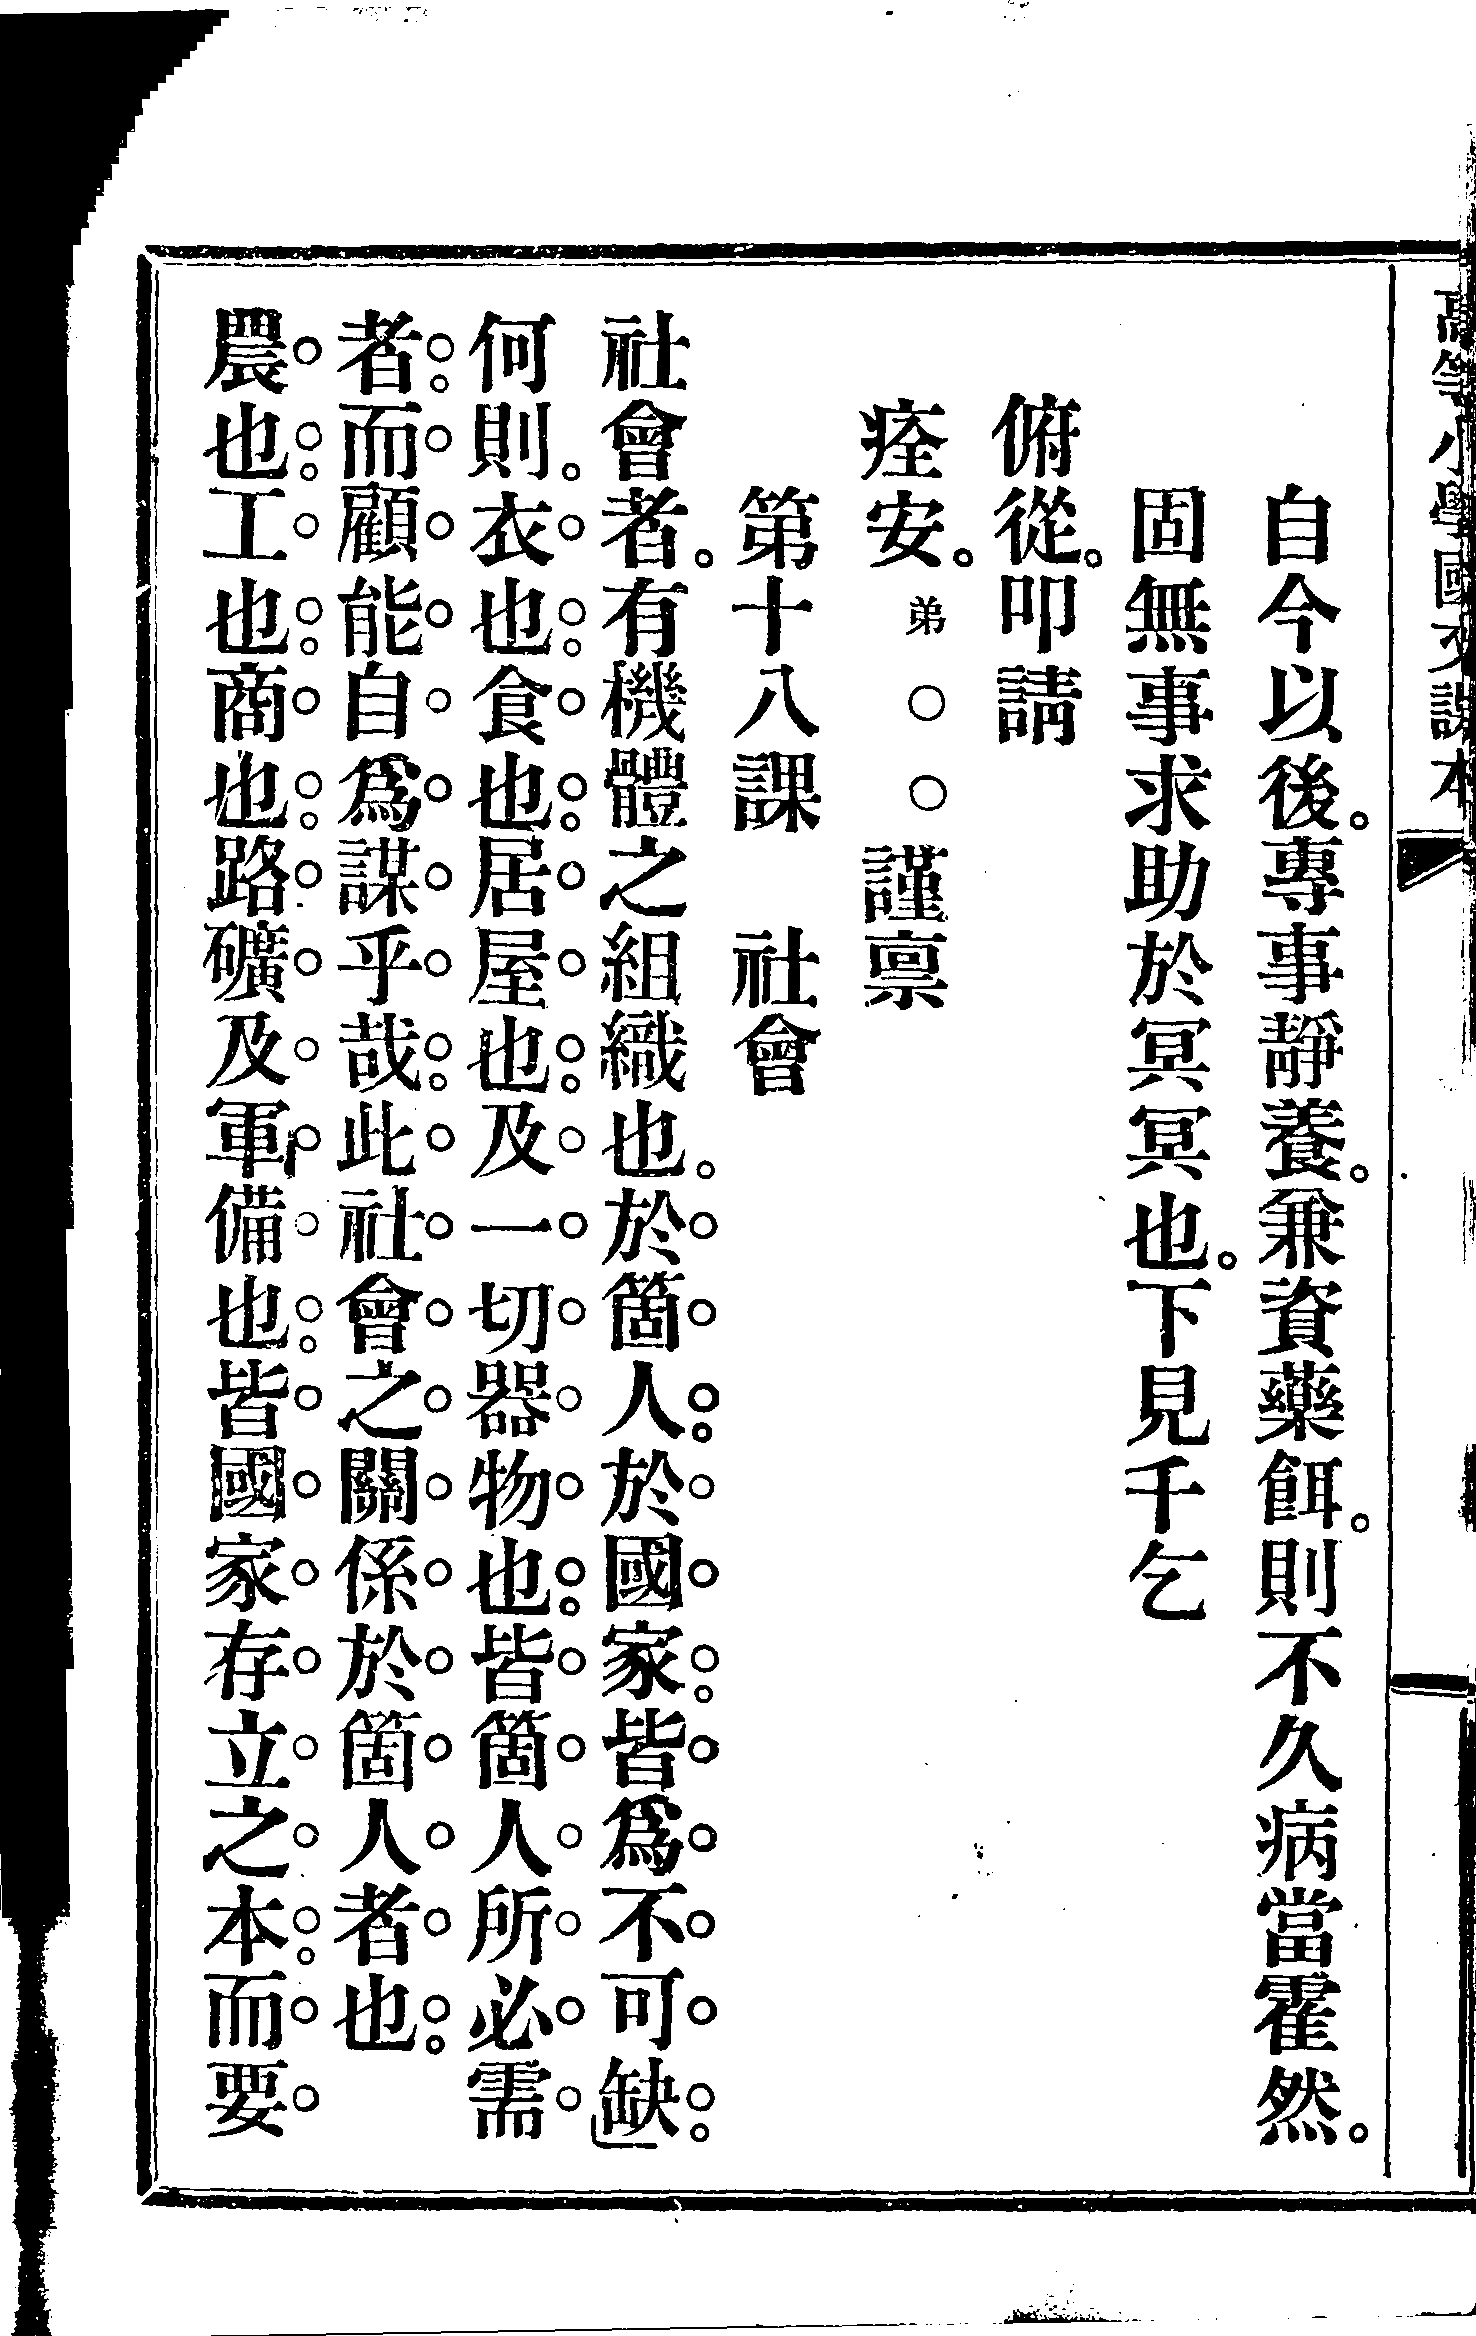 高等小學國文課本
自今以後。專事靜養。兼資藥餌。則不久病當霍然。
固無事求助於冥冥也。下見千乞
俯從。叩請
痊安。弟○○謹禀
第十八課　社會
社會者。有機體之組織也。於箇人。於國家。皆爲不可缺。
何則。衣也。食也。居屋也。及一切器物也。皆箇人所必需
者。而顧能自爲謀乎哉。此社會之關係於箇人者也。
農也。工也。商也。路礦及軍備也。皆國家存立之本。而要